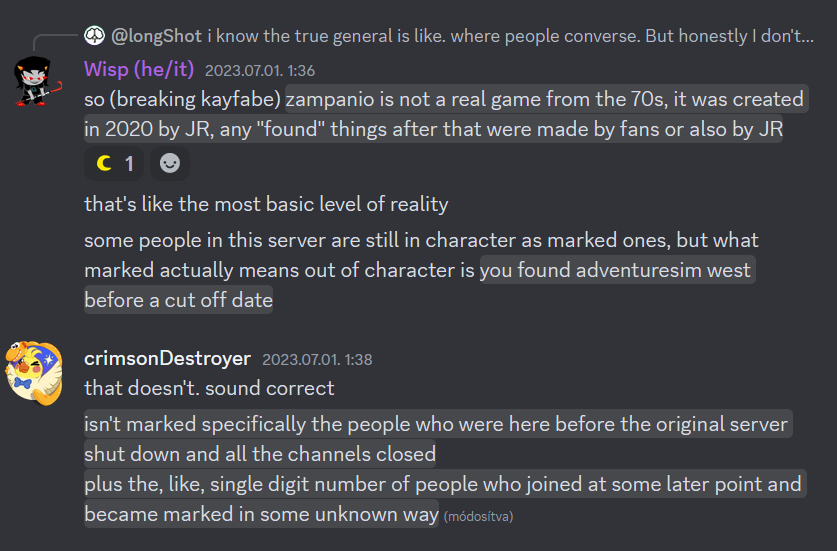 @longShot i know the true general is like. where people converse. But honestly I don't...
Wisp (he/it) 2023.07.01. 1:36
so (breaking kayfabe) zampanio is not a real game from the 70s, it was created
in 2020 by JR, any "found" things after that were made by fans or also by JR
1
that's like the most basic level of reality
some people in this server are still in character as marked ones, but what
marked actually means out of character is you found adventuresim west
before a cut off date
crimsonDestroyer 2023.07.01. 1:38
that doesn't. sound correct
isn't marked specifically the people who were here before the original server
shut down and all the channels closed
plus the, like, single digit number of people who joined at some later point and
became marked in some unknown way (módosítva)